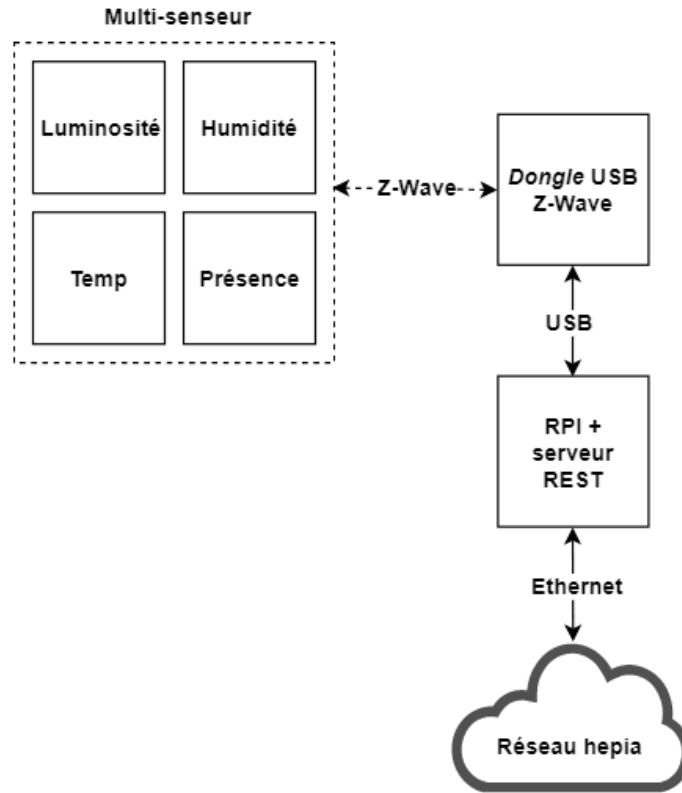 Multi-senseur
Luminosité
Humidité
Temp
Présence
Z-Wave
Dongle USB
Z-Wave
USB
RPI +
serveur
REST
Ethernet
Réseau hepia